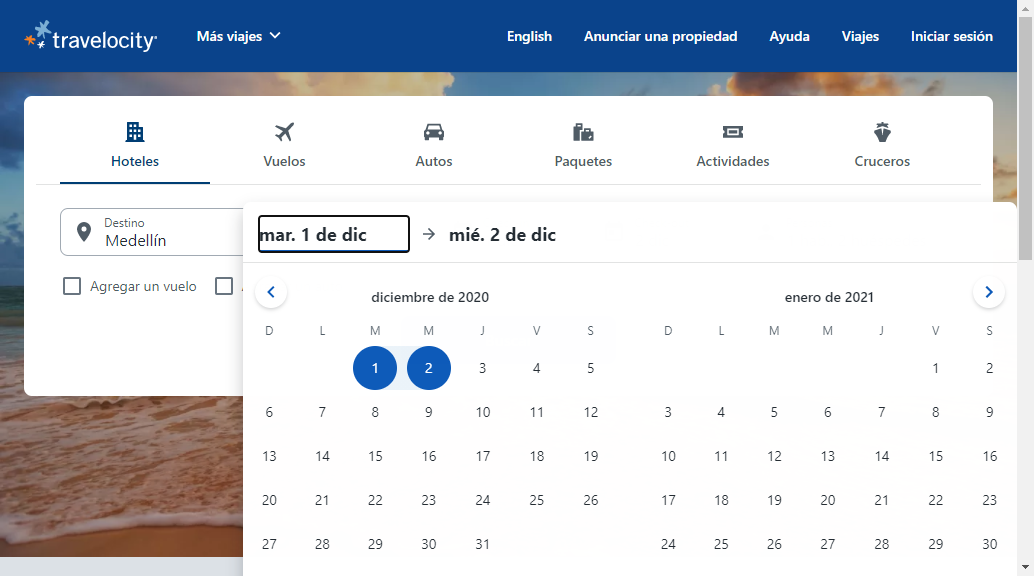 travelocity
Más viajes
English
Anunciar una propiedad
Ayuda
Viajes
Iniciar sesión
Hoteles
Vuelos
Autos
Paquetes
Actividades
Cruceros
Destino
Medellín
Agregar un vuelo
mar. 1 de dic
mié. 2 de dic
diciembre de 2020
D L M M J V S
1 2 3 4 5
6 7 8 9 10 11 12
13 14 15 16 17 18 19
20 21 22 23 24 25 26
27 28 29 30 31
enero de 2021
D L M M J V S
1 2
3 4 5 6 7 8 9
10 11 12 13 14 15 16
17 18 19 20 21 22 23
24 25 26 27 28 29 30